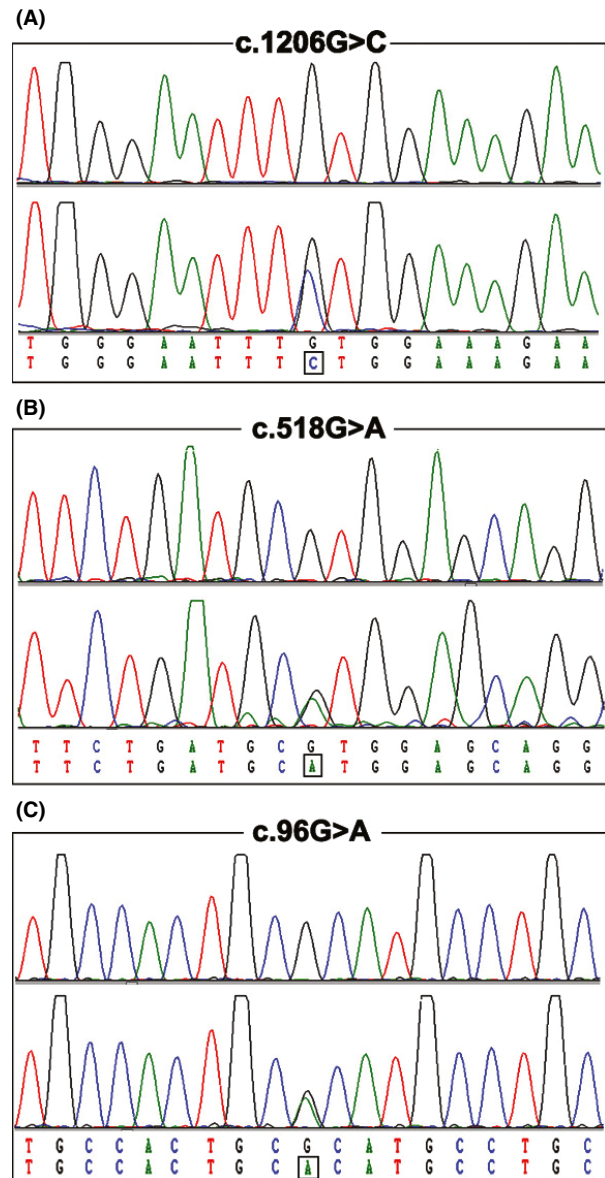 (A)
c.1206G>C
T G G G A A T T T G T G G A A A G A A
T G G G A A T T T C T G G A A A G A A
(B)
c.518G>A
T T C T G A T G C G T G G A G C A G G
T T C T G A T G C A T G G A G C A G G
(C)
c.96G>A
T G C C A C T G C G C A T G C C T G C
T G C C A C T G C A C A T G C C T G C